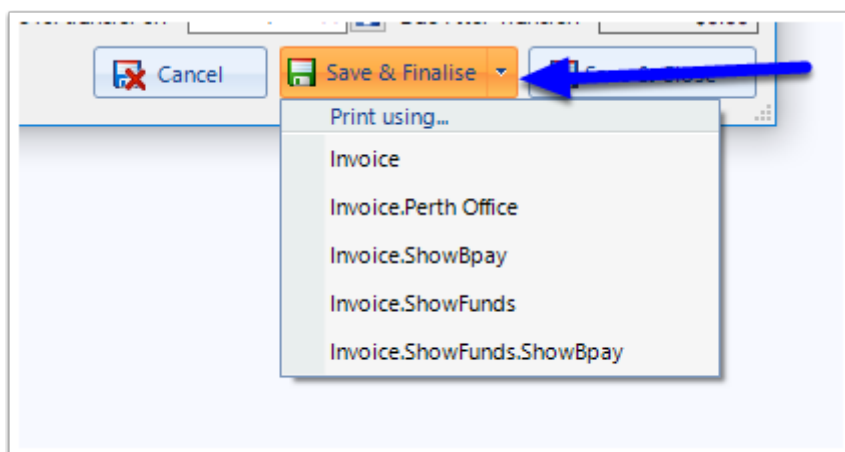 Cancel
Save & Finalise
Print using...
Invoice
Invoice.Perth Office
Invoice.ShowBpay
Invoice.ShowFunds
Invoice.ShowFunds.ShowBpay